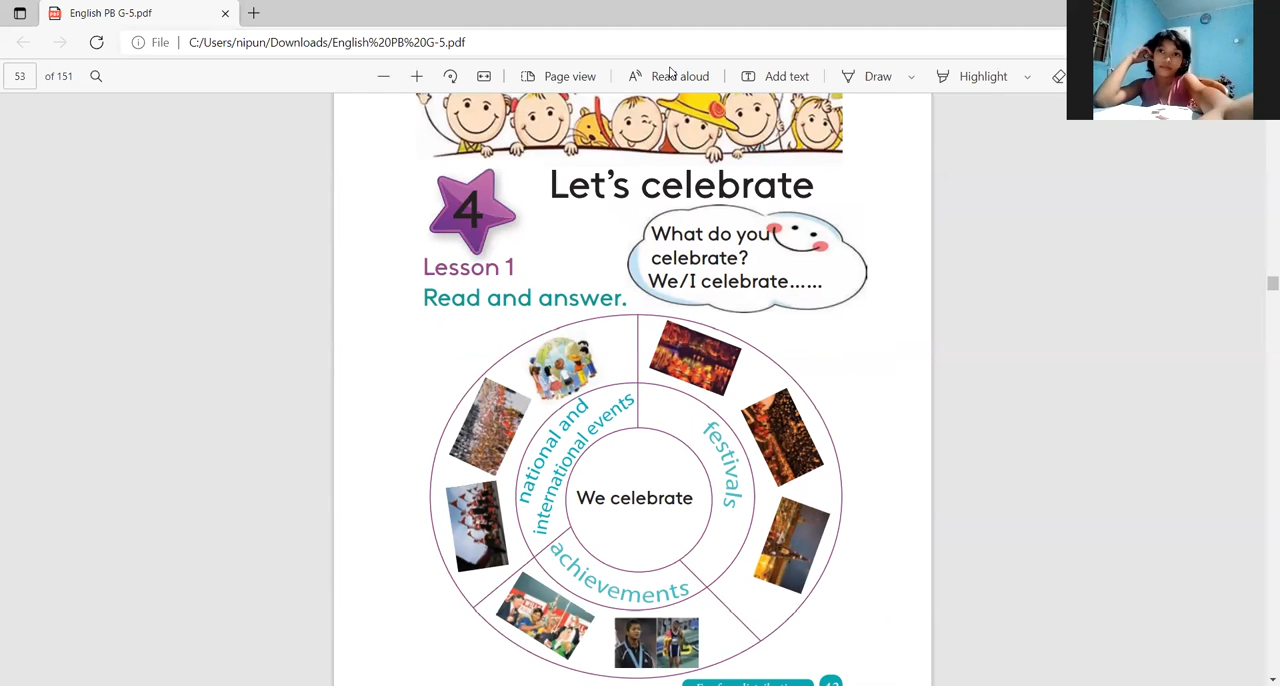 English PB G-5.pdf
File
C:/Users/nipun/Downloads/English%20PB%20G-5.pdf
53
of 151
Page view
Read aloud
Add text
Draw
Highlight
Let's celebrate
4
What do you
celebrate?
We/I celebrate......
Lesson 1
Read and answer.
national and
international events
festivals
We celebrate
achievements